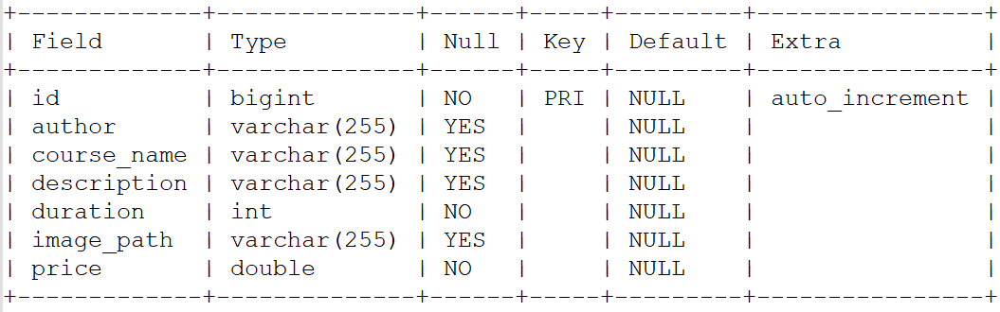 +-------------+--------------+------+-----+---------+----------------+
| Field       | Type         | Null | Key | Default | Extra          |
+-------------+--------------+------+-----+---------+----------------+
| id          | bigint       | NO   | PRI | NULL    | auto_increment |
| author      | varchar(255) | YES  |     | NULL    |                |
| course_name | varchar(255) | YES  |     | NULL    |                |
| description | varchar(255) | YES  |     | NULL    |                |
| duration    | int          | NO   |     | NULL    |                |
| image_path  | varchar(255) | YES  |     | NULL    |                |
| price       | double       | NO   |     | NULL    |                |
+-------------+--------------+------+-----+---------+----------------+